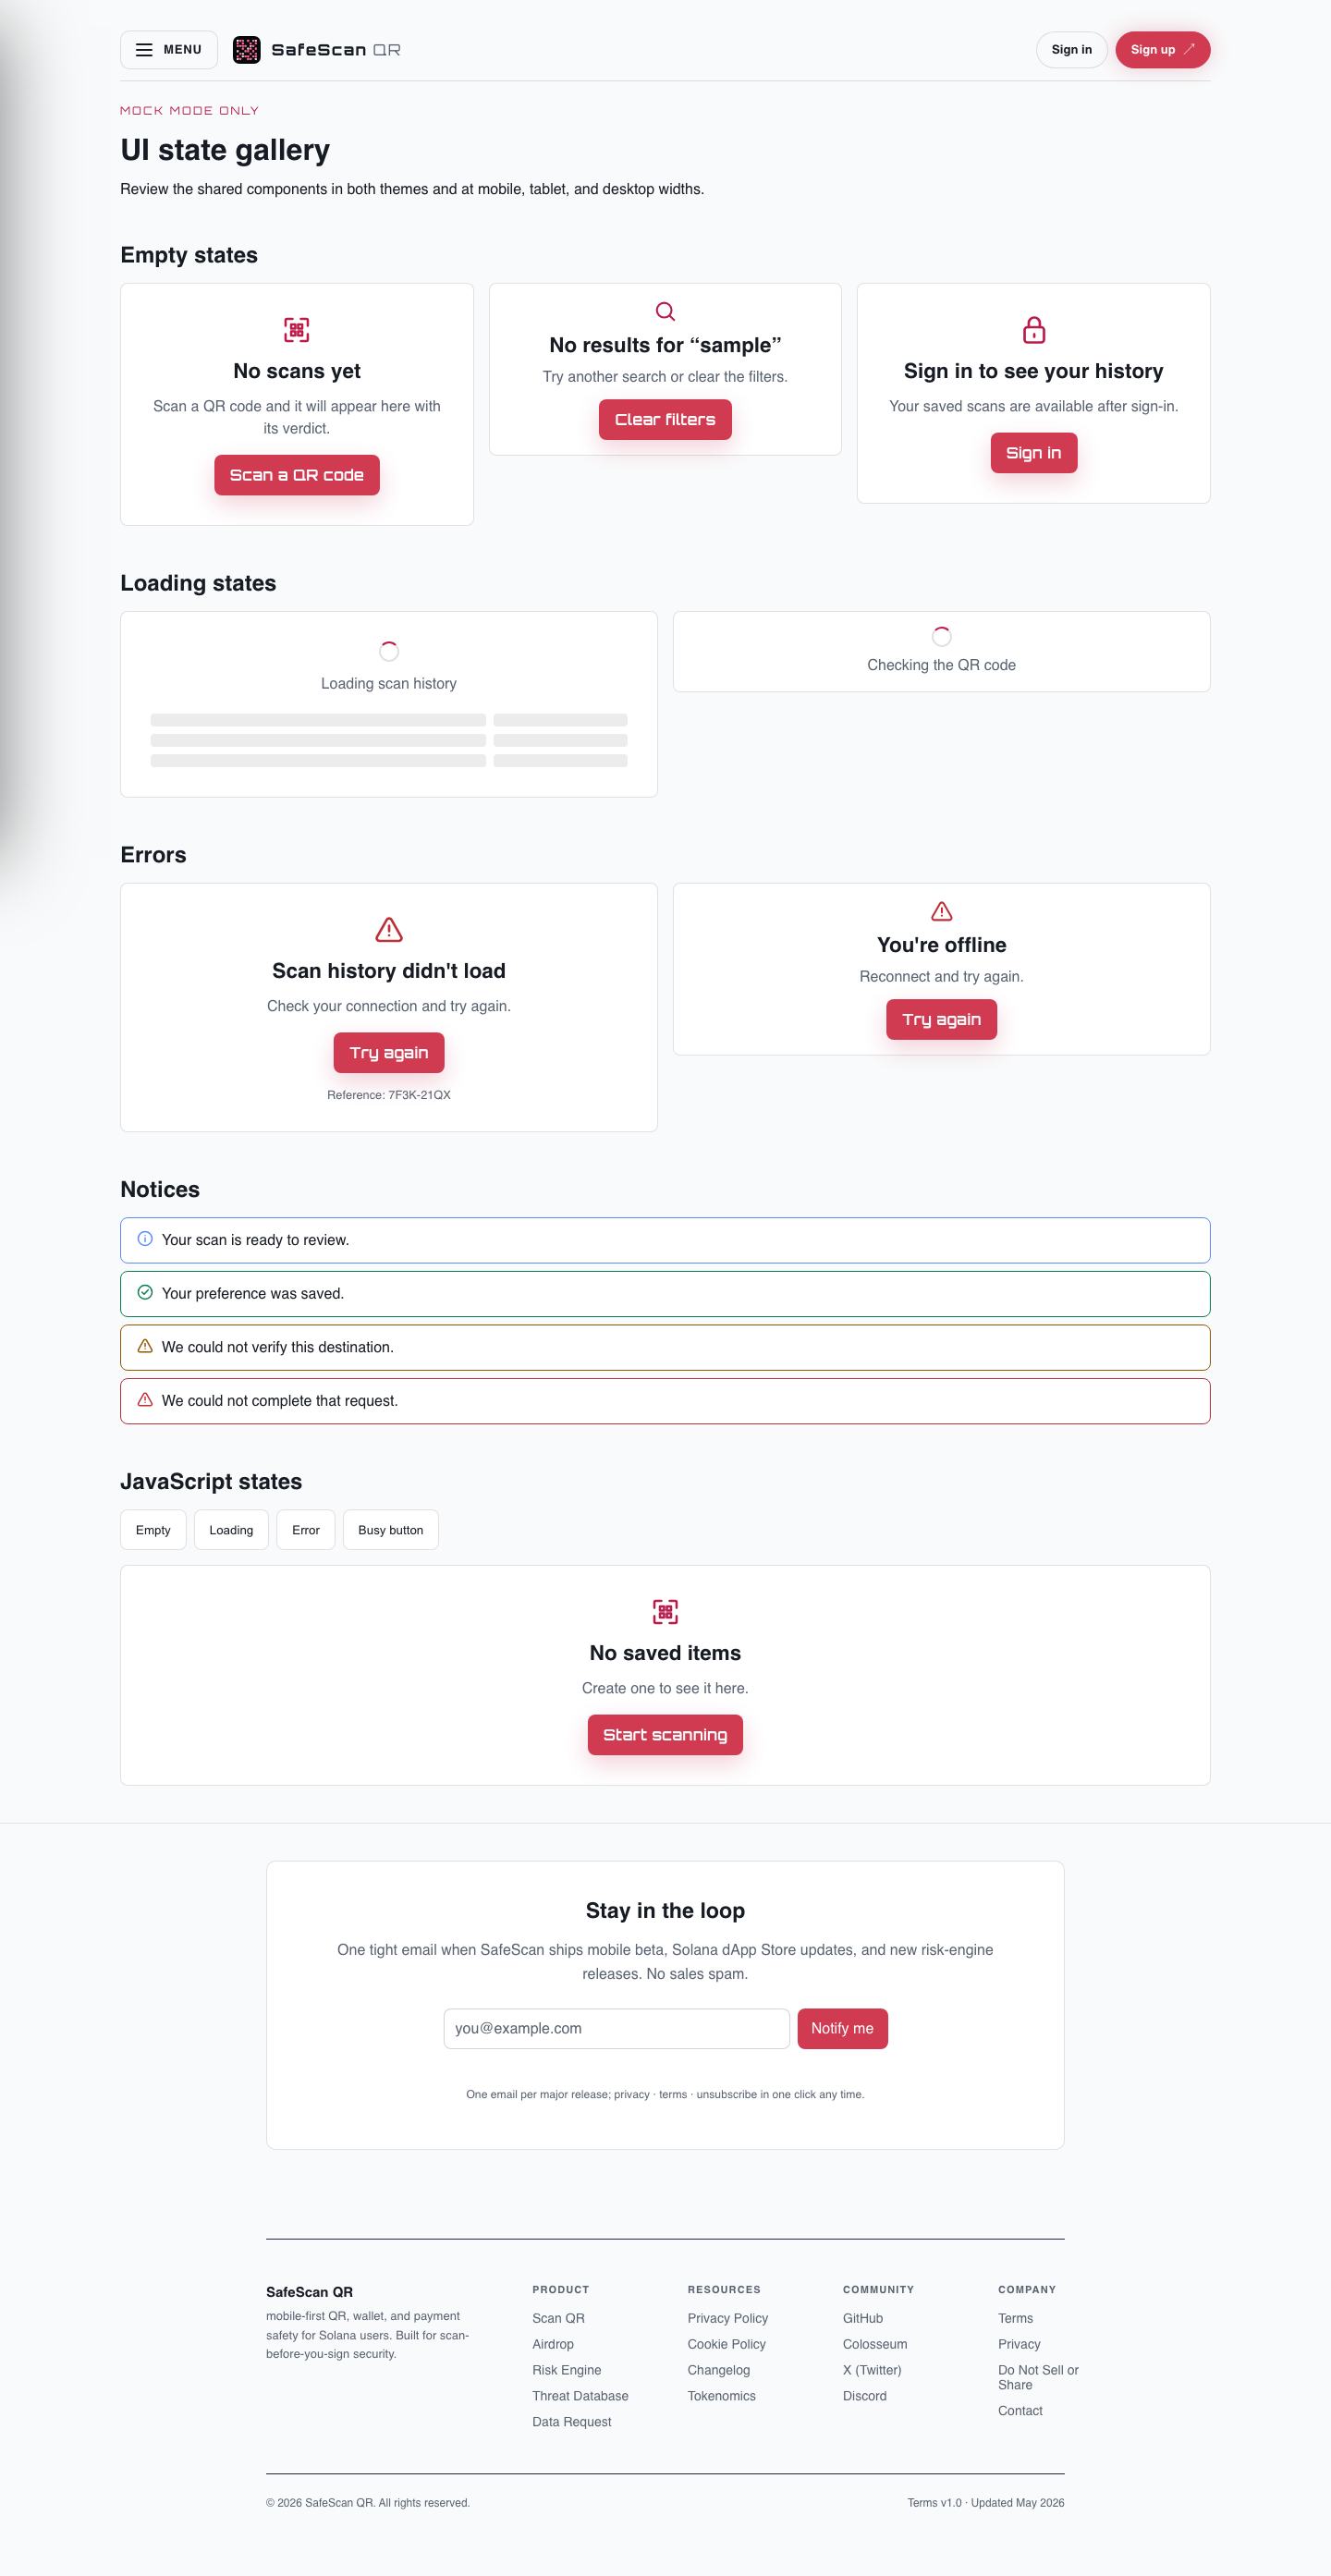 MENU
SafeScan QR
Sign in
Sign up ↗
MOCK MODE ONLY
UI state gallery
Review the shared components in both themes and at mobile, tablet, and desktop widths.
Empty states
No scans yet
Scan a QR code and it will appear here with
its verdict.
Scan a QR code
No results for “sample”
Try another search or clear the filters.
Clear filters
Sign in to see your history
Your saved scans are available after sign-in.
Sign in
Loading states
Loading scan history
Checking the QR code
Errors
Scan history didn't load
Check your connection and try again.
Try again
Reference: 7F3K-21QX
You're offline
Reconnect and try again.
Try again
Notices
Your scan is ready to review.
Your preference was saved.
We could not verify this destination.
We could not complete that request.
JavaScript states
Empty
Loading
Error
Busy button
No saved items
Create one to see it here.
Start scanning
Stay in the loop
One tight email when SafeScan ships mobile beta, Solana dApp Store updates, and new risk-engine
releases. No sales spam.
you@example.com
Notify me
One email per major release; privacy · terms · unsubscribe in one click any time.
SafeScan QR
mobile-first QR, wallet, and payment
safety for Solana users. Built for scan-
before-you-sign security.
PRODUCT
Scan QR
Airdrop
Risk Engine
Threat Database
Data Request
RESOURCES
Privacy Policy
Cookie Policy
Changelog
Tokenomics
COMMUNITY
GitHub
Colosseum
X (Twitter)
Discord
COMPANY
Terms
Privacy
Do Not Sell or
Share
Contact
© 2026 SafeScan QR. All rights reserved.
Terms v1.0 · Updated May 2026